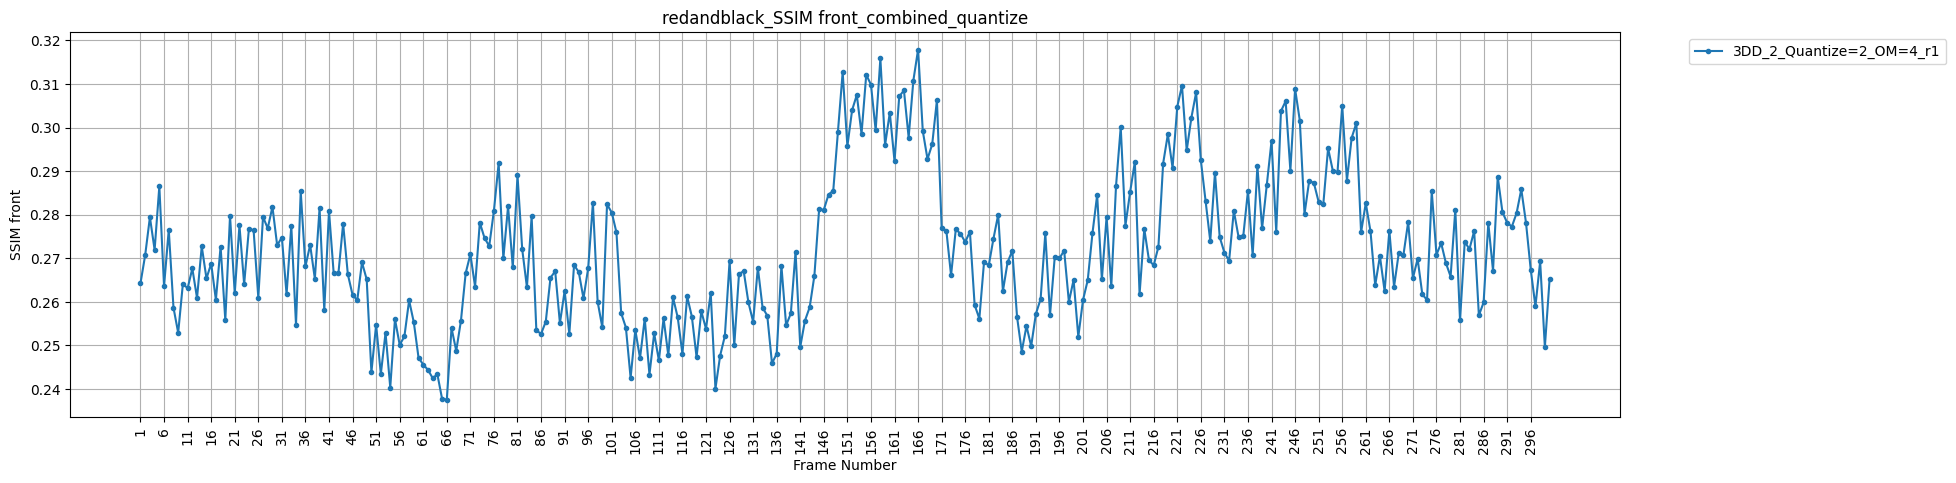 redandblack_SSIM front_combined_quantize
3DD_2_Quantize=2_OM=4_r1
SSIM front
0.32
0.31
0.30
0.29
0.28
0.27
0.26
0.25
0.24
1 6 11 16 21 26 31 36 41 46 51 56 61 66 71 76 81 86 91 96 101 106 111 116 121 126 131 136 141 146 151 156 161 166 171 176 181 186 191 196 201 206 211 216 221 226 231 236 241 246 251 256 261 266 271 276 281 286 291 296
Frame Number